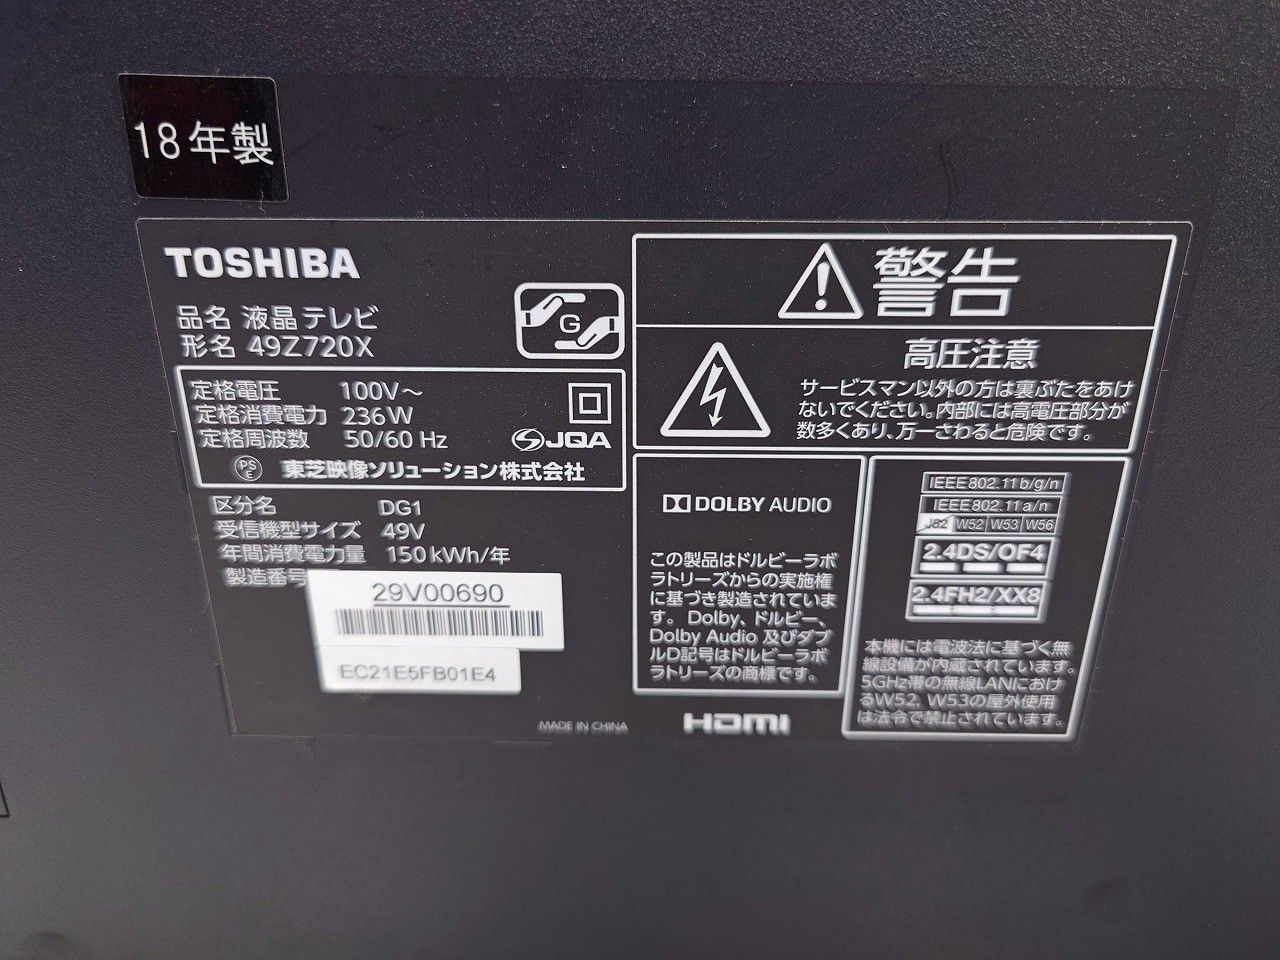 18年製
TOSHIBA
品名 液晶テレビ
形名 49Z720X
G
定格電圧 100V～
定格消費電力 236W
定格周波数 50/60 Hz
JQA
PS
E
東芝映像ソリューション株式会社
区分名 DG1
受信機型サイズ 49V
年間消費電力量 150kWh/年
製造番号
29V00690
EC21E5FB01E4
MADE IN CHINA
警告
高圧注意
サービスマン以外の方は裏ぶたをあけ
ないでください。内部には高電圧部分が
数多くあり、万一さわると危険です。
DOLBY AUDIO
この製品はドルビーラボ
ラトリーズからの実施権
に基づき製造されていま
す。Dolby、ドルビー、
Dolby Audio 及びダブ
ルD記号はドルビーラボ
ラトリーズの商標です。
HDMI
IEEE802.11b/g/n
IEEE802.11a/n
J52 W52 W53 W56
2.4DS/OF4
2.4FH2/XX8
本機には電波法に基づく無
線設備が内蔵されています。
5GHz帯の無線LANにおけ
るW52、W53の屋外使用
は法令で禁止されています。